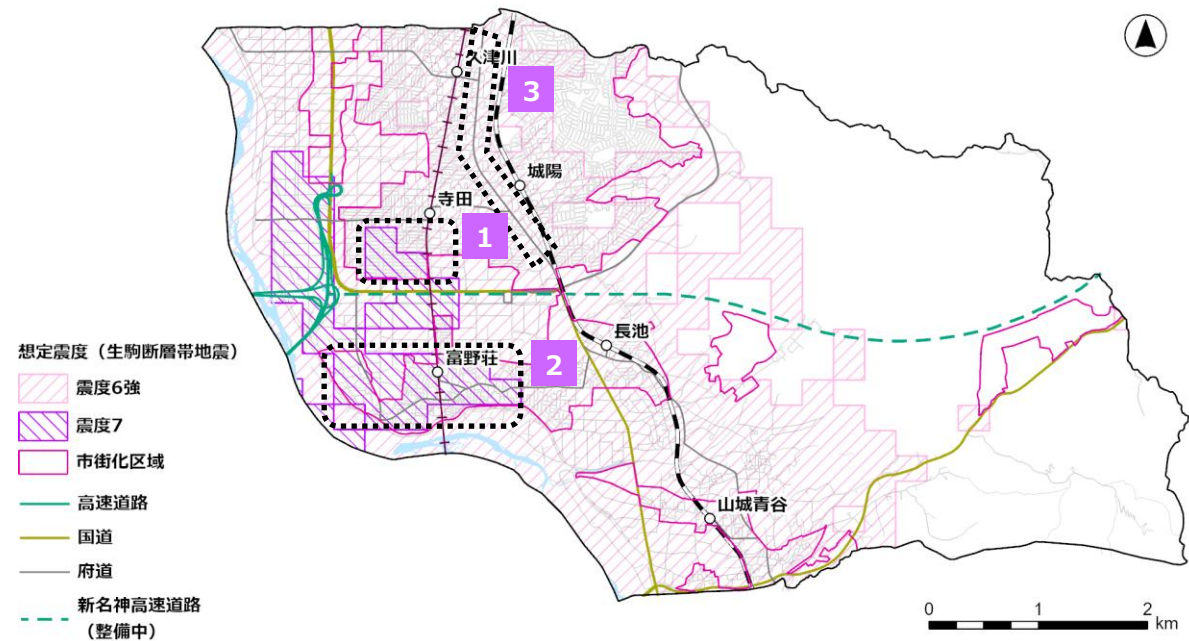 久津川
3
城陽
寺田
1
長池
想定震度（生駒断層帯地震）
富野荘
2
震度6強
震度7
市街化区域
高速道路
山城青谷
国道
府道
新名神高速道路
（整備中）
0 1 2
km